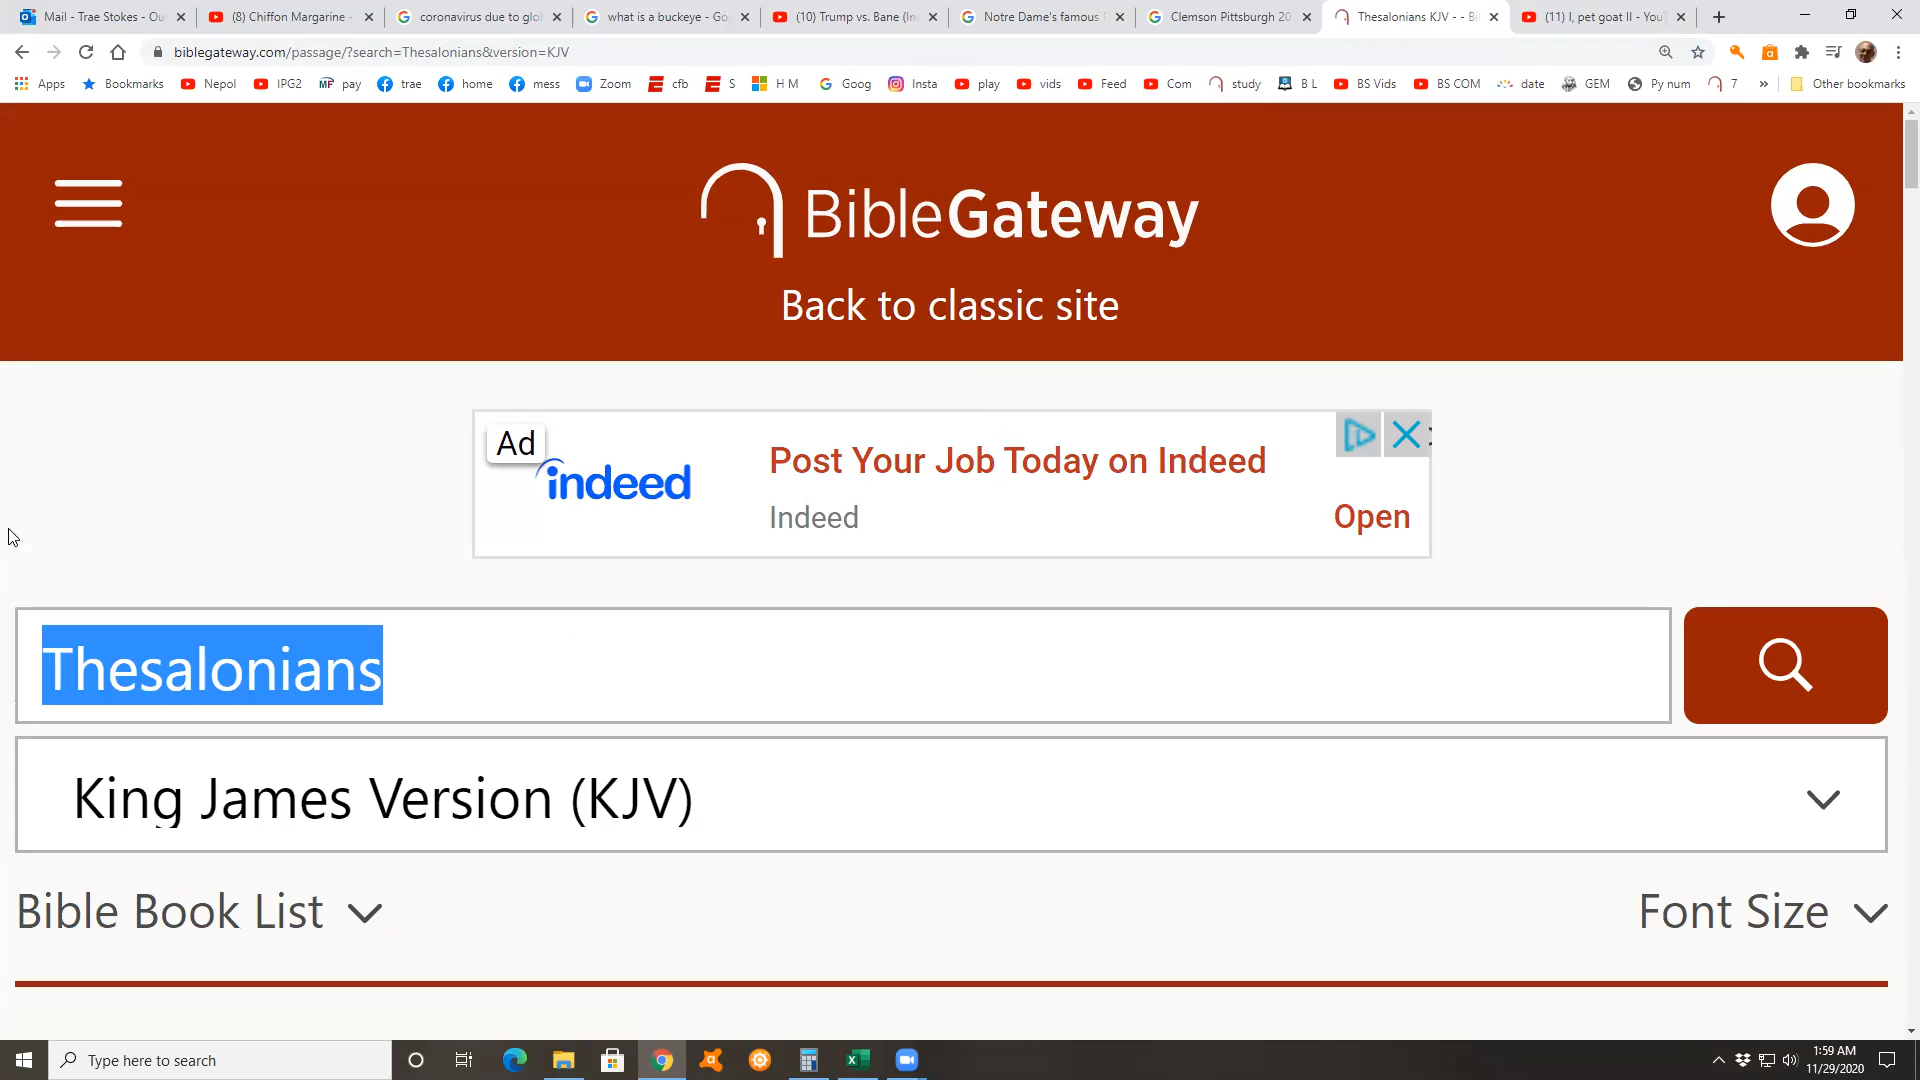 Mail - Trae Stokes - Ou (8) Chiffon Margarine - coronavirus due to glo what is a buckeye - Go (10) Trump vs. Bane (In Notre Dame's famous Clemson Pittsburgh 20 Thesalonians KJV - - Bi (11) I, pet goat II - YouT
biblegateway.com/passage/?search=Thesalonians&version=KJV
Apps Bookmarks Nepol IPG2 MF pay trae home mess Zoom cfb S H M Goog Insta play vids Feed Com study B L BS Vids BS COM date GEM Py num 7 » Other bookmarks
BibleGateway
Back to classic site
Ad
indeed
Post Your Job Today on Indeed
Indeed
Open
Thesalonians
King James Version (KJV)
Bible Book List Font Size
Type here to search
1:59 AM
11/29/2020